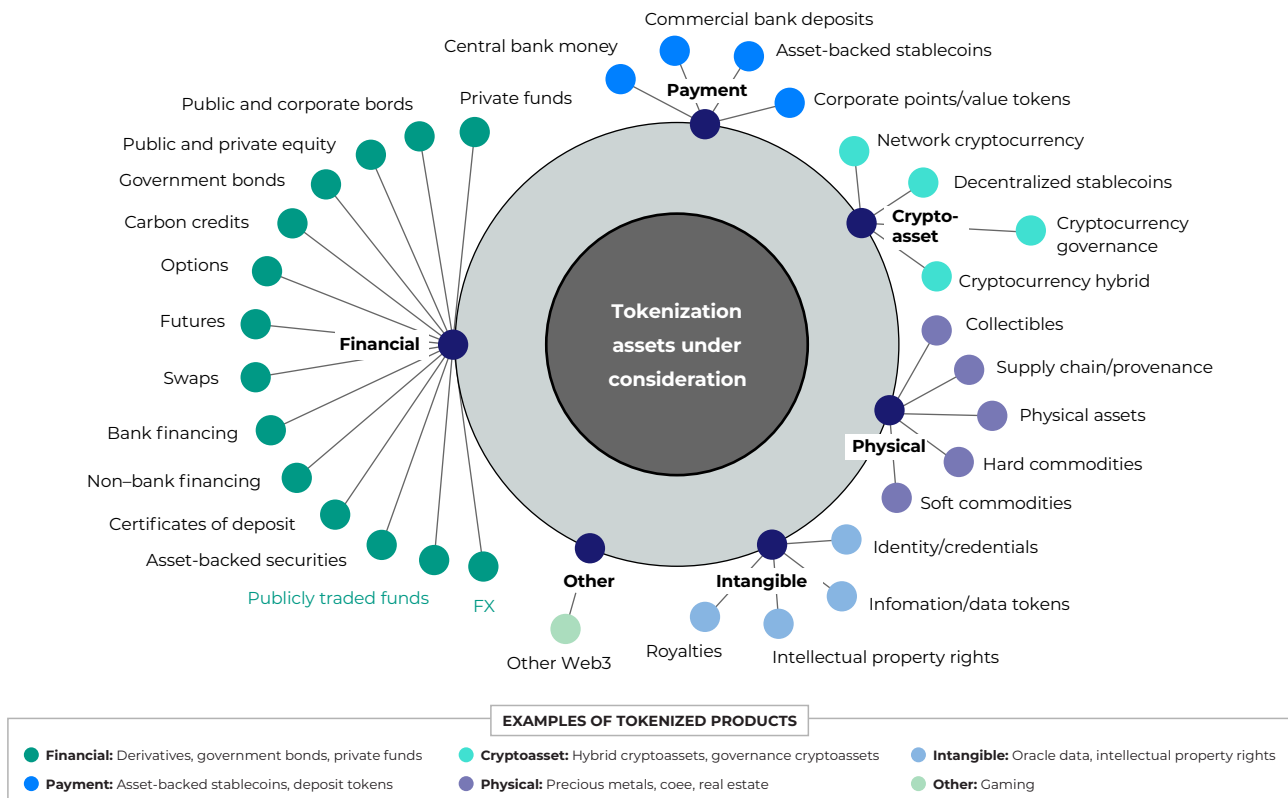 Commercial bank deposits
Central bank money
Asset-backed stablecoins
Payment
Private funds
Corporate points/value tokens
Public and corporate bords
Public and private equity
Network cryptocurrency
Government bonds
Decentralized stablecoins
Carbon credits
Crypto-
asset
Cryptocurrency
governance
Options
Cryptocurrency hybrid
Futures
Financial
Tokenization
assets under
consideration
Collectibles
Swaps
Supply chain/provenance
Physical assets
Bank financing
Physical
Hard commodities
Non–bank financing
Soft commodities
Certificates of deposit
Identity/credentials
Asset-backed securities
Other
Intangible
Publicly traded funds
FX
Infomation/data tokens
Royalties
Intellectual property rights
Other Web3
EXAMPLES OF TOKENIZED PRODUCTS
Financial: Derivatives, government bonds, private funds
Cryptoasset: Hybrid cryptoassets, governance cryptoassets
Intangible: Oracle data, intellectual property rights
Payment: Asset-backed stablecoins, deposit tokens
Physical: Precious metals, coee, real estate
Other: Gaming